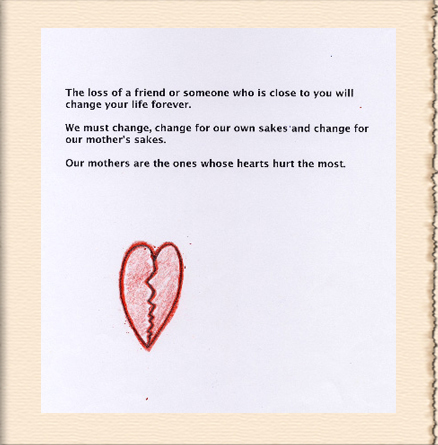 The loss of a friend or someone who is close to you will
change your life forever.
We must change, change for our own sakes and change for
our mother's sakes.
Our mothers are the ones whose hearts hurt the most.